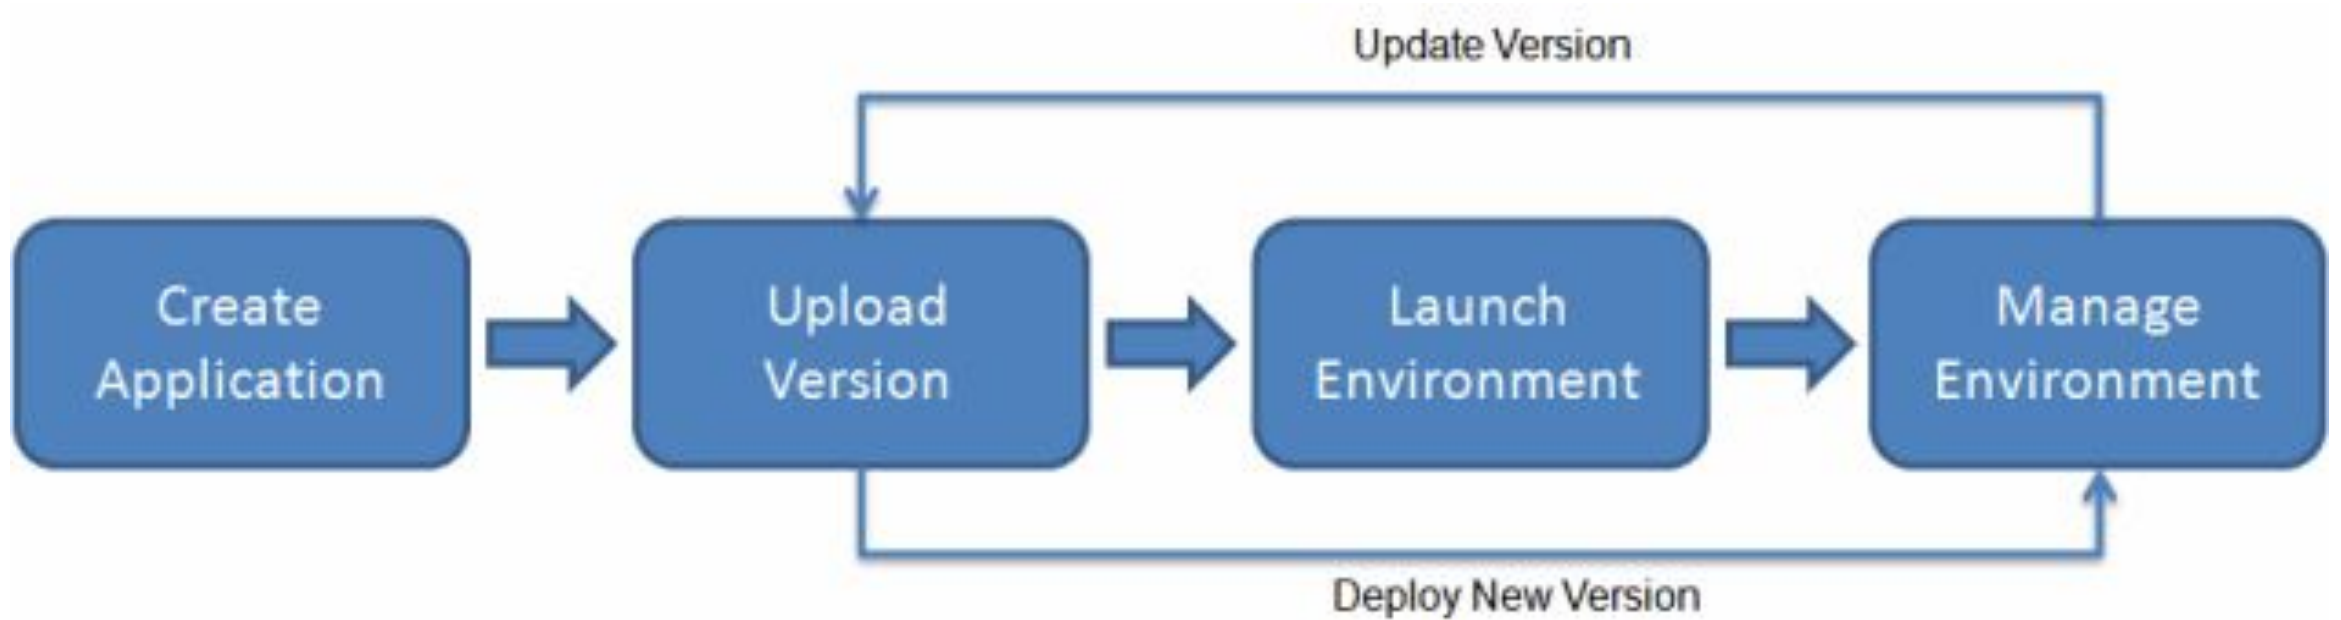 Update Version
Create
Application
Upload
Version
Launch
Environment
Manage
Environment
Deploy New Version